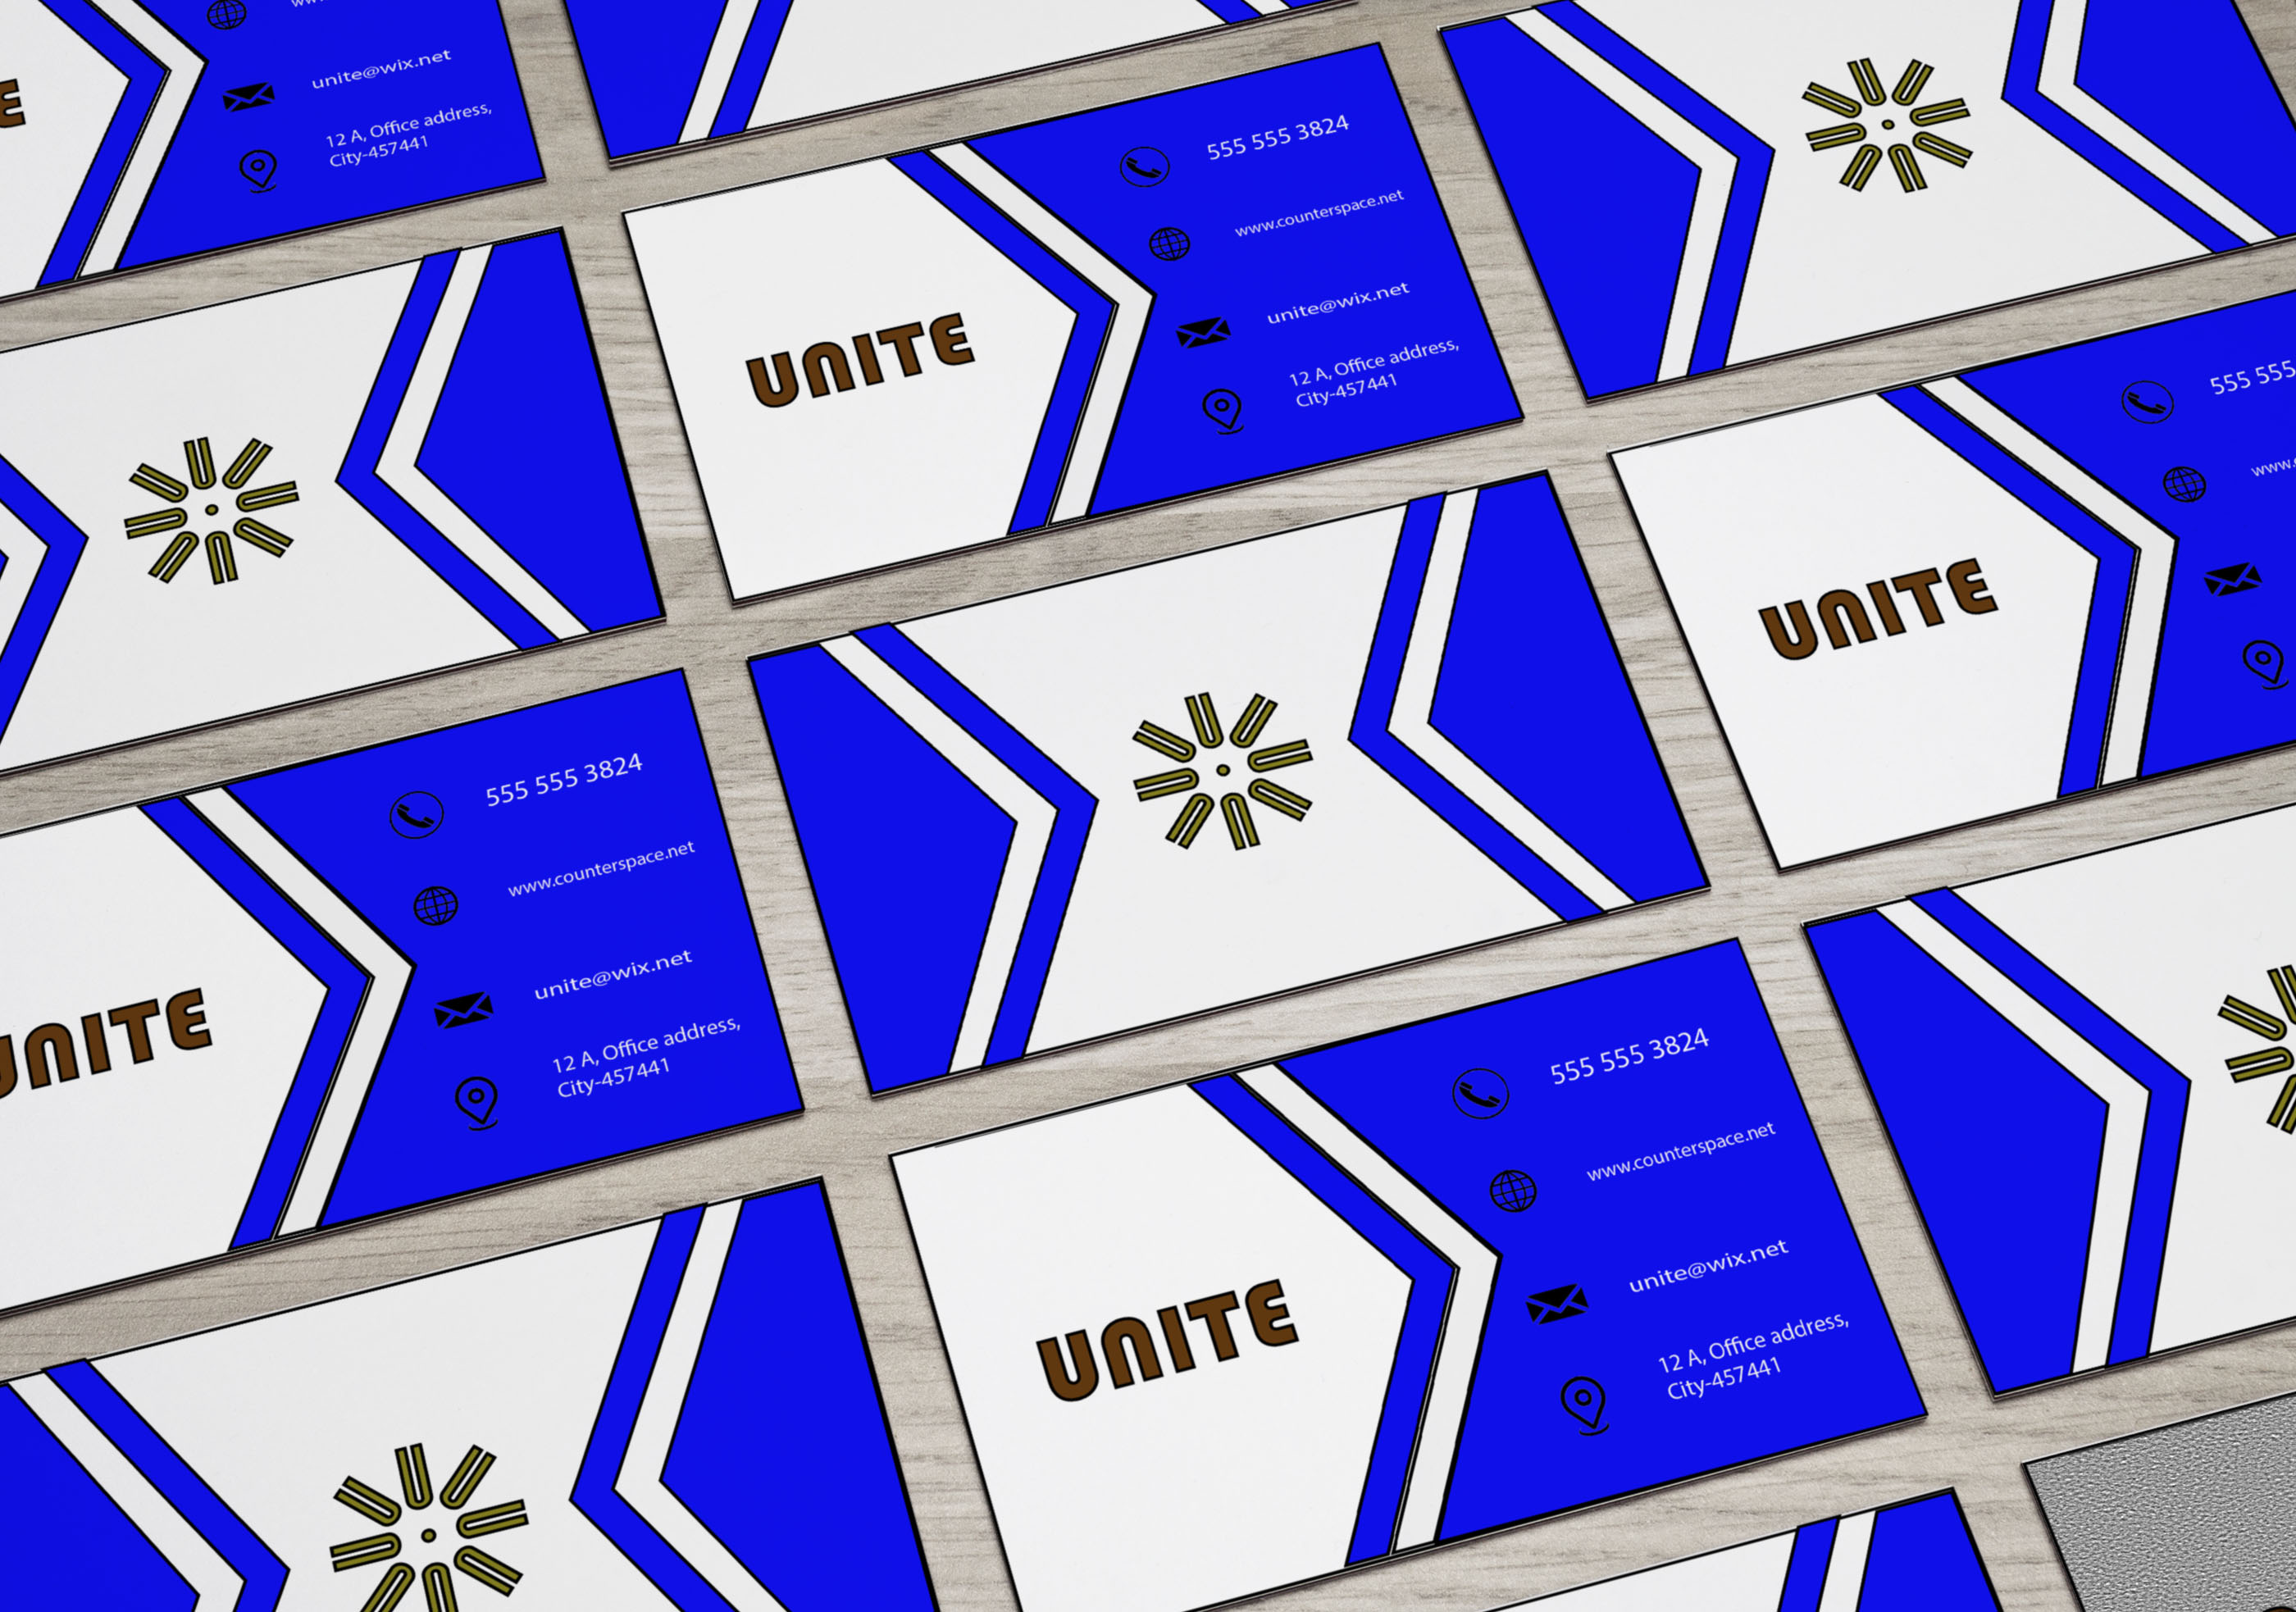 unite@wix.net
12 A, Office address,
City-457441
UNITE
555 555 3824
www.counterspace.net
unite@wix.net
12 A, Office address,
City-457441
UNITE
555 555
www.
UNITE
555 555 3824
www.counterspace.net
unite@wix.net
12 A, Office address,
City-457441
UNITE
555 555 3824
www.counterspace.net
unite@wix.net
12 A, Office address,
City-457441